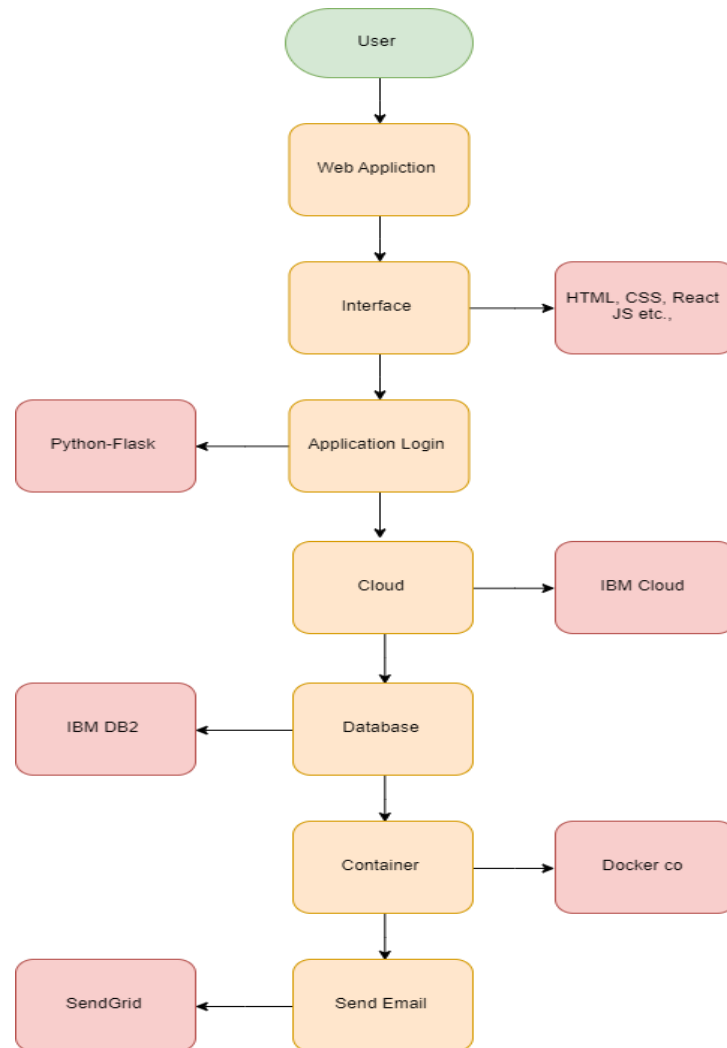 User
Web Appliction
Interface
HTML, CSS, React
JS etc.,
Python-Flask
Application Login
Cloud
IBM Cloud
IBM DB2
Database
Container
Docker co
SendGrid
Send Email